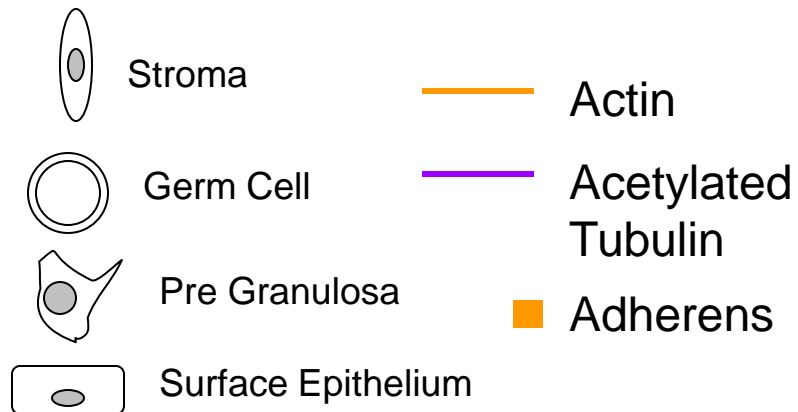 Stroma
Germ Cell
Pre Granulosa
Surface Epithelium
Actin
Acetylated
Tubulin
Adherens